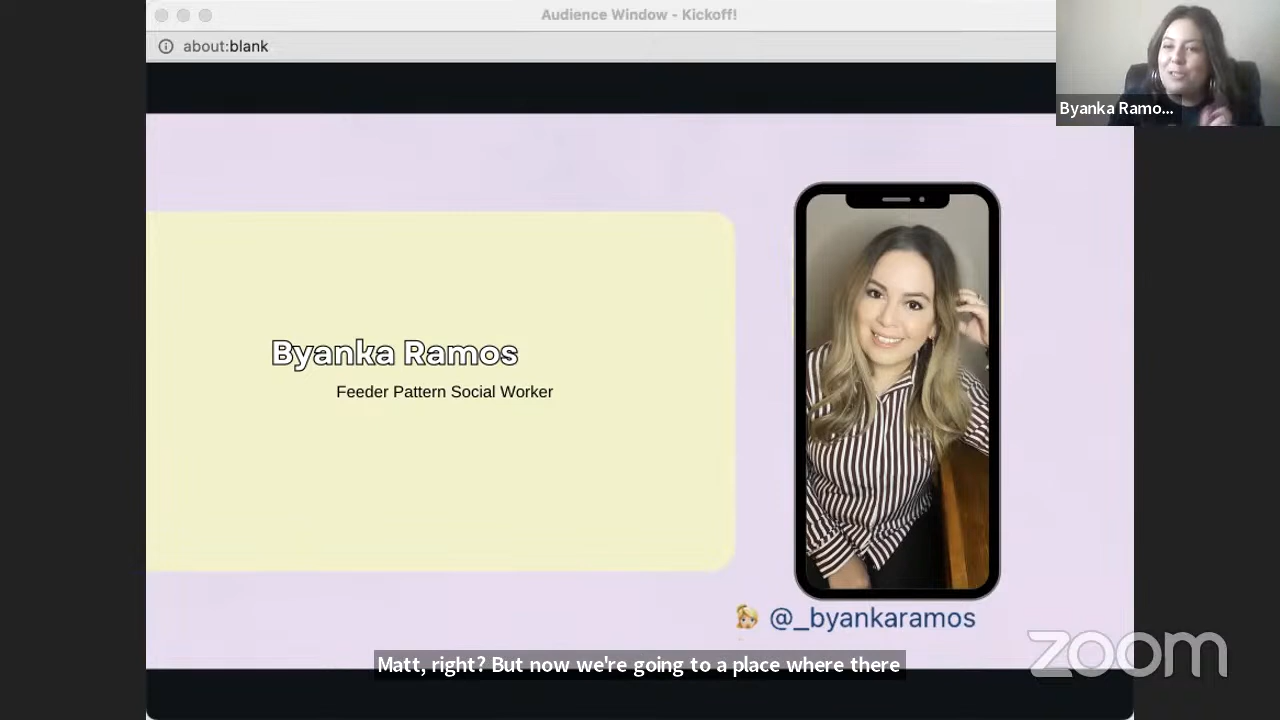 Audience Window - Kickoff!
about:blank
Byanka Ramo...
Byanka Ramos
Feeder Pattern Social Worker
@_byankaramos
zoom
Matt, right? But now we're going to a place where there